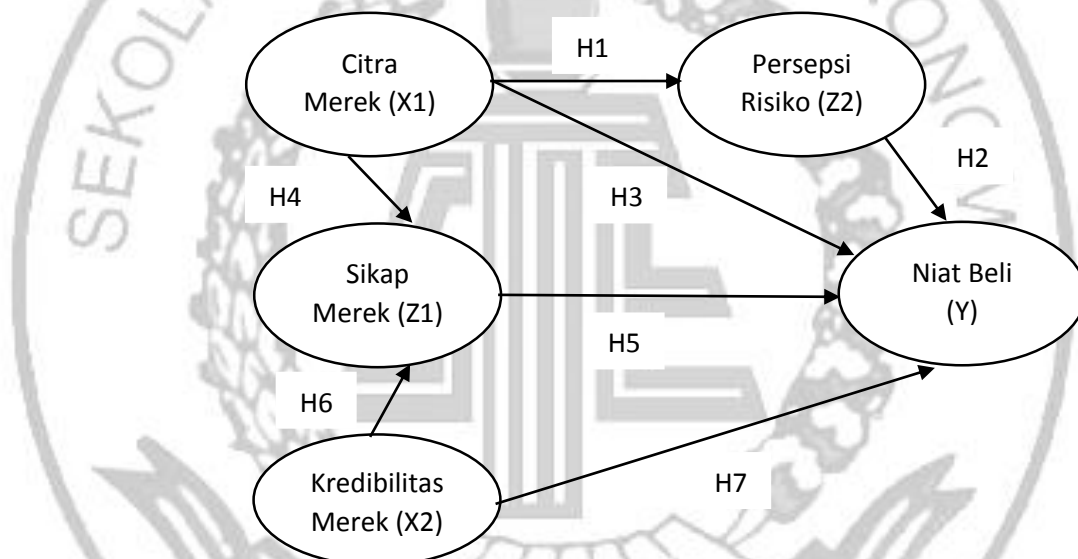 Citra
Merek (X1)
H1
Persepsi
Risiko (Z2)
H2
H4
H3
Sikap
Merek (Z1)
Niat Beli
(Y)
H5
H6
Kredibilitas
Merek (X2)
H7
SEKOL